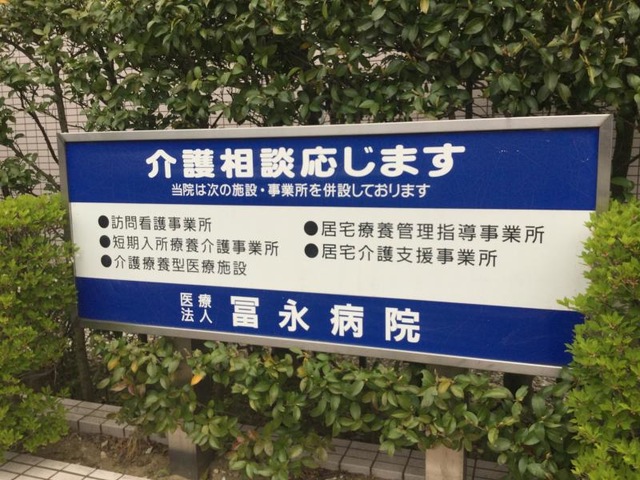 介護相談応じます
当院は次の施設・事業所を併設しております
●訪問看護事業所
●短期入所療養介護事業所
●介護療養型医療施設
●居宅療養管理指導事業所
●居宅介護支援事業所
医療法人 冨永病院